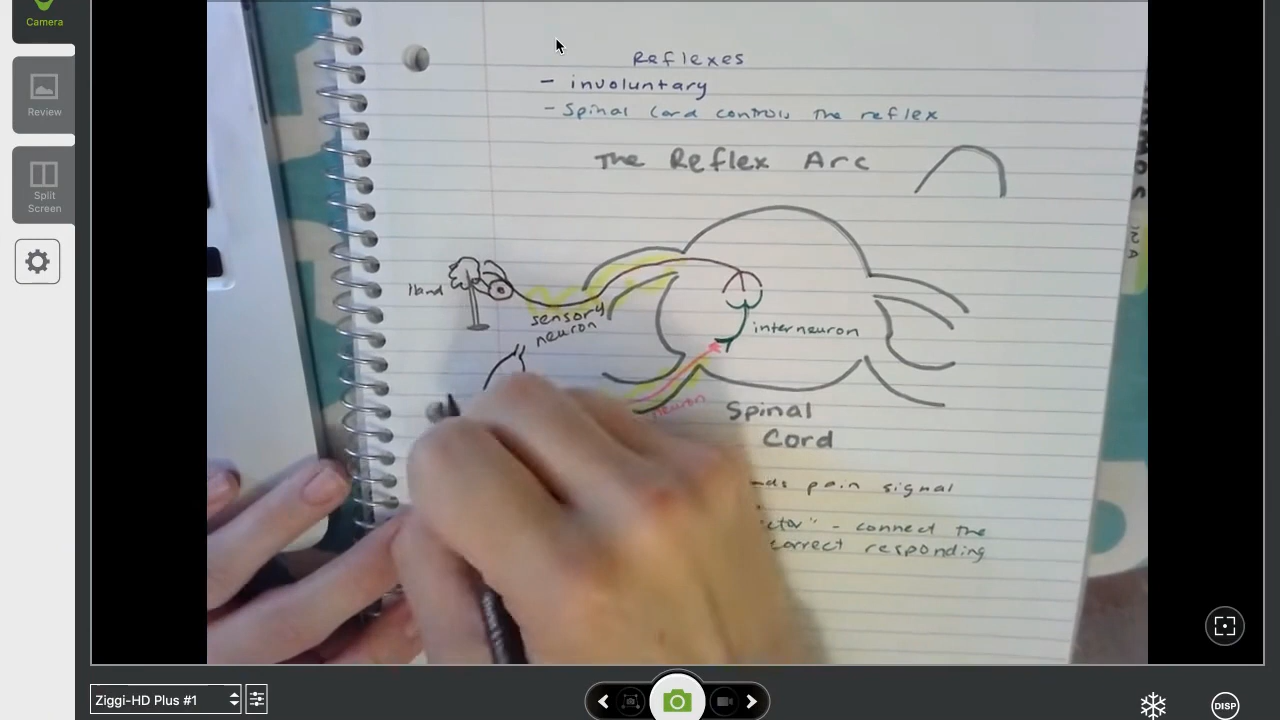 Camera
Review
Split
Screen
Reflexes
- involuntary
- Spinal Cord controls the reflex
The Reflex Arc
Hand
sensory
neuron
interneuron
neuron
Spinal
Cord
pain signal
- connect the
correct responding
Ziggi-HD Plus #1
DISP